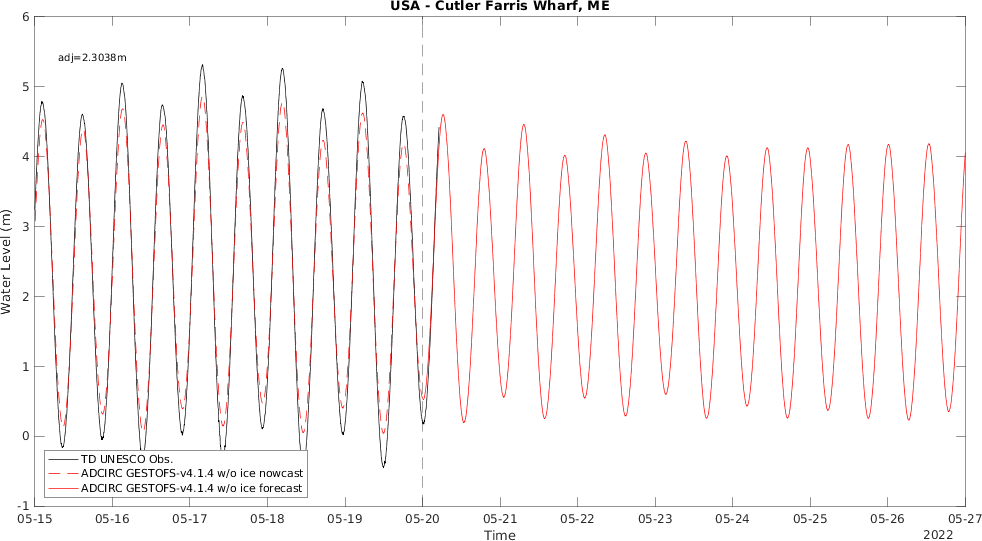 USA - Cutler Farris Wharf, ME
adj=2.3038m
Water Level (m)
6
5
4
3
2
1
0
-1
TD UNESCO Obs.
ADCIRC GESTOFS-v4.1.4 w/o ice nowcast
ADCIRC GESTOFS-v4.1.4 w/o ice forecast
05-15 05-16 05-17 05-18 05-19 05-20 05-21 05-22 05-23 05-24 05-25 05-26 05-27
Time
2022